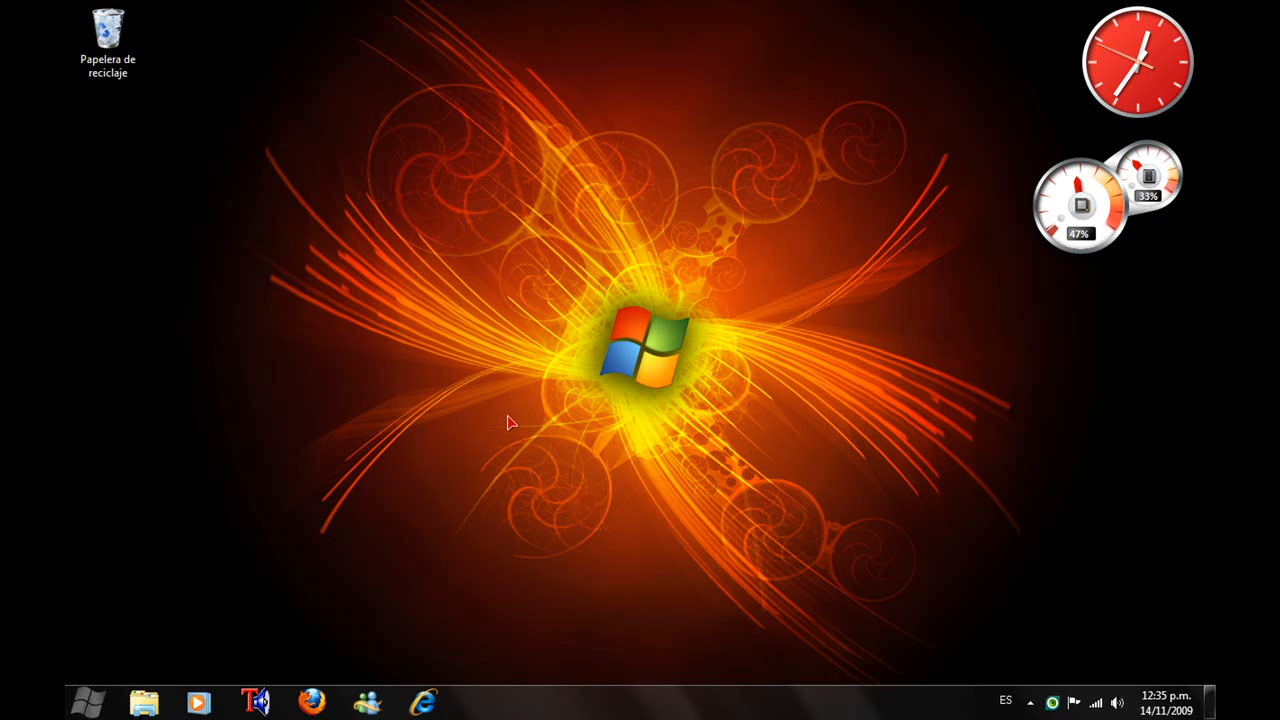 Papelera de
reciclaje
33%
47%
ES
12:35 p.m.
14/11/2009